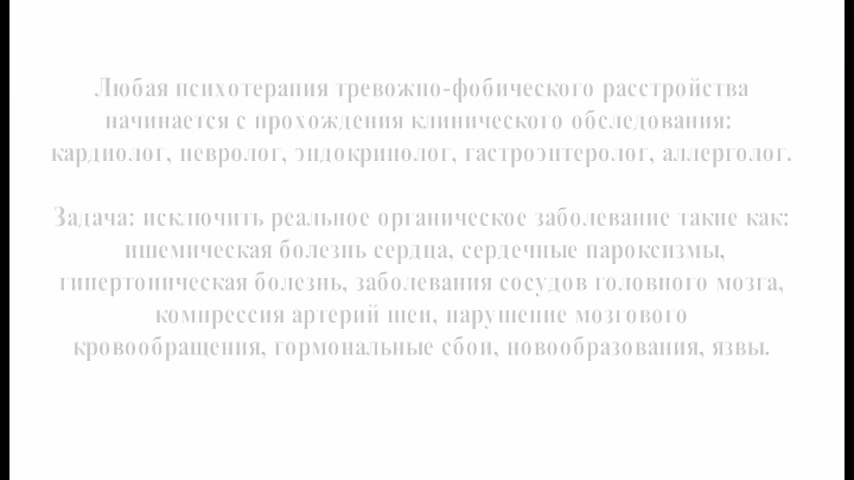 Любая психотерапия тревожно-фобического расстройства
начинается с прохождения клинического обследования:
кардиолог, невролог, эндокринолог, гастроэнтеролог, аллерголог.
Задача: исключить реальное органическое заболевание такие как:
ишемическая болезнь сердца, сердечные пароксизмы,
гипертоническая болезнь, заболевания сосудов головного мозга,
компрессия артерий шеи, нарушение мозгового
кровообращения, гормональные сбои, новообразования, язвы.